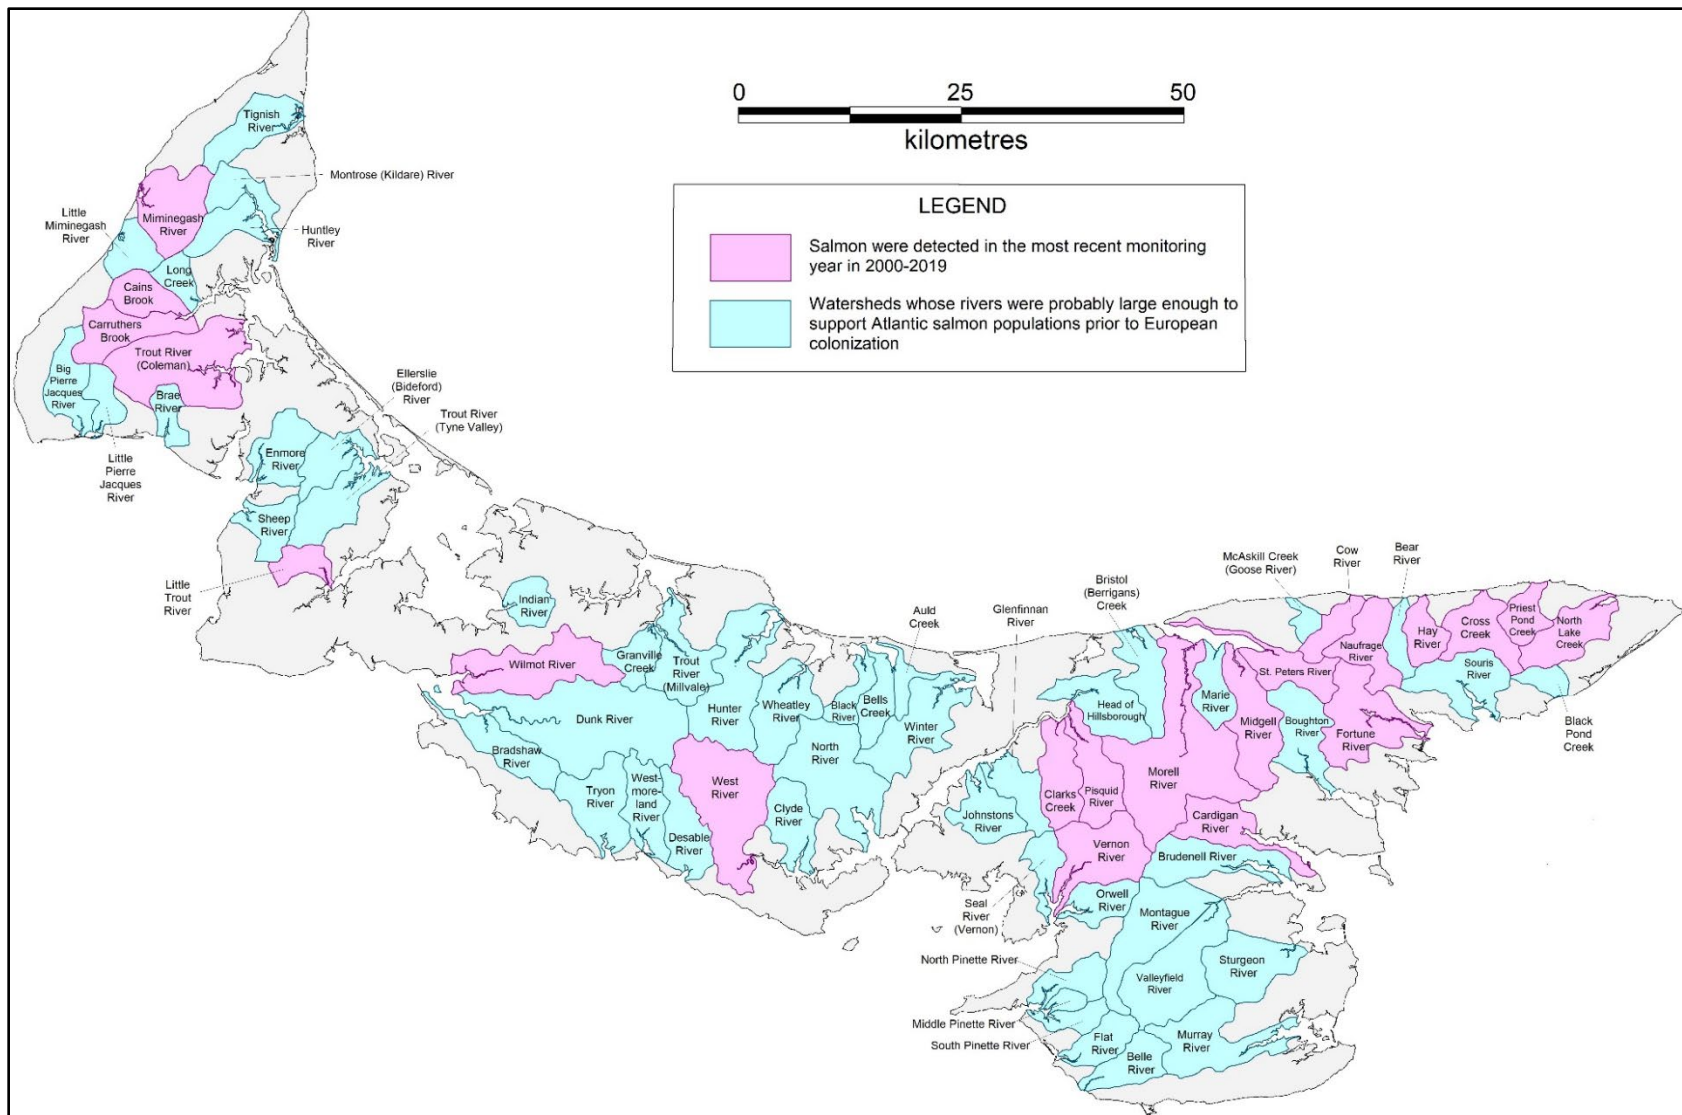 0 25 50
kilometres
LEGEND
Salmon were detected in the most recent monitoring
year in 2000-2019
Watersheds whose rivers were probably large enough to
support Atlantic salmon populations prior to European
colonization
Tignish
River
Montrose (Kildare) River
Miminegash
River
Little
Miminegash
River
Huntley
River
Long
Creek
Cains
Brook
Carruthers
Brook
Trout River
(Coleman)
Big
Pierre
Jacques
River
Brae
River
Little
Pierre
Jacques
River
Ellerslie
(Bideford)
River
Trout River
(Tyne Valley)
Enmore
River
Sheep
River
Little
Trout
River
Indian
River
Wilmot River
Granville
Creek
Trout
River
(Millvale)
Dunk River
Hunter
River
Wheatley
River
Black
River
Bells
Creek
Auld
Creek
Winter
River
North
River
Bradshaw
River
Tryon
River
West-
more-
land
River
Desable
River
West
River
Clyde
River
Glenfinnan
River
Bristol
(Berrigans)
Creek
Head of
Hillsborough
McAskill Creek
(Goose River)
Cow
River
Bear
River
Naufrage
River
Hay
River
Cross
Creek
Priest
Pond
Creek
North
Lake
Creek
St. Peters River
Souris
River
Black
Pond
Creek
Marie
River
Midgell
River
Boughton
River
Fortune
River
Morell
River
Clarks
Creek
Pisquid
River
Johnstons
River
Cardigan
River
Vernon
River
Brudenell River
Seal
River
(Vernon)
Orwell
River
Montague
River
North Pinette River
Sturgeon
River
Valleyfield
River
Middle Pinette River
South Pinette River
Flat
River
Belle
River
Murray
River